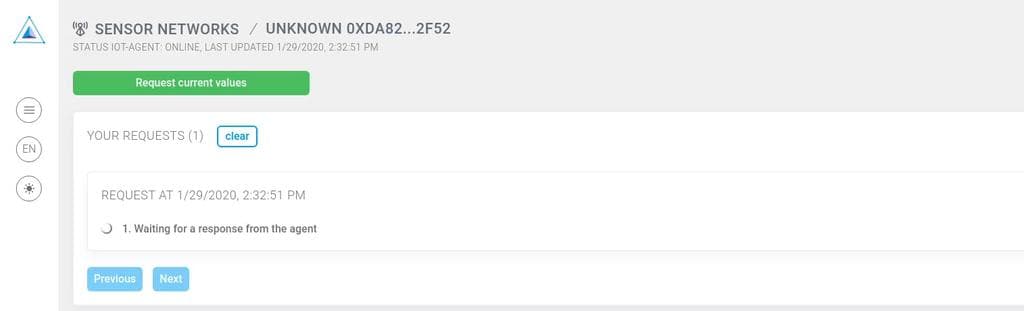 SENSOR NETWORKS / UNKNOWN 0XDA82...2F52
STATUS IOT-AGENT: ONLINE, LAST UPDATED 1/29/2020, 2:32:51 PM
Request current values
YOUR REQUESTS (1) clear
EN
REQUEST AT 1/29/2020, 2:32:51 PM
1. Waiting for a response from the agent
Previous Next